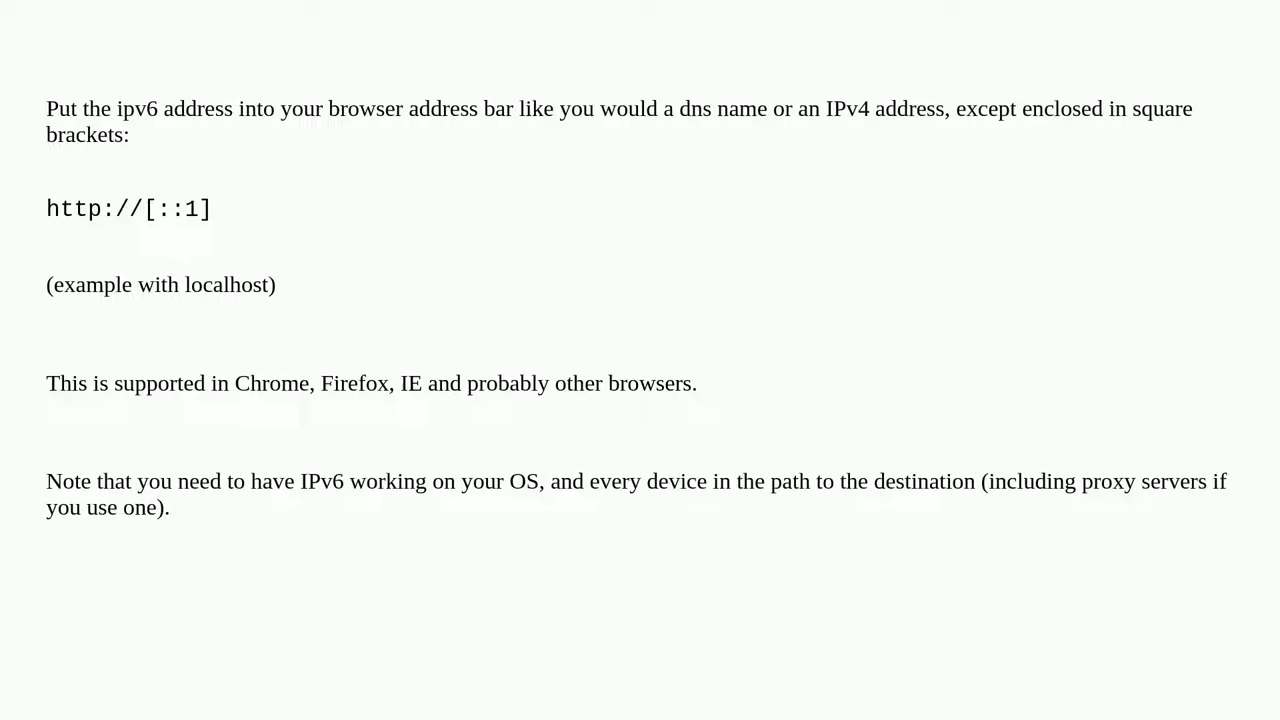 Put the ipv6 address into your browser address bar like you would a dns name or an IPv4 address, except enclosed in square
brackets:
http://[::1]
(example with localhost)
This is supported in Chrome, Firefox, IE and probably other browsers.
Note that you need to have IPv6 working on your OS, and every device in the path to the destination (including proxy servers if
you use one).